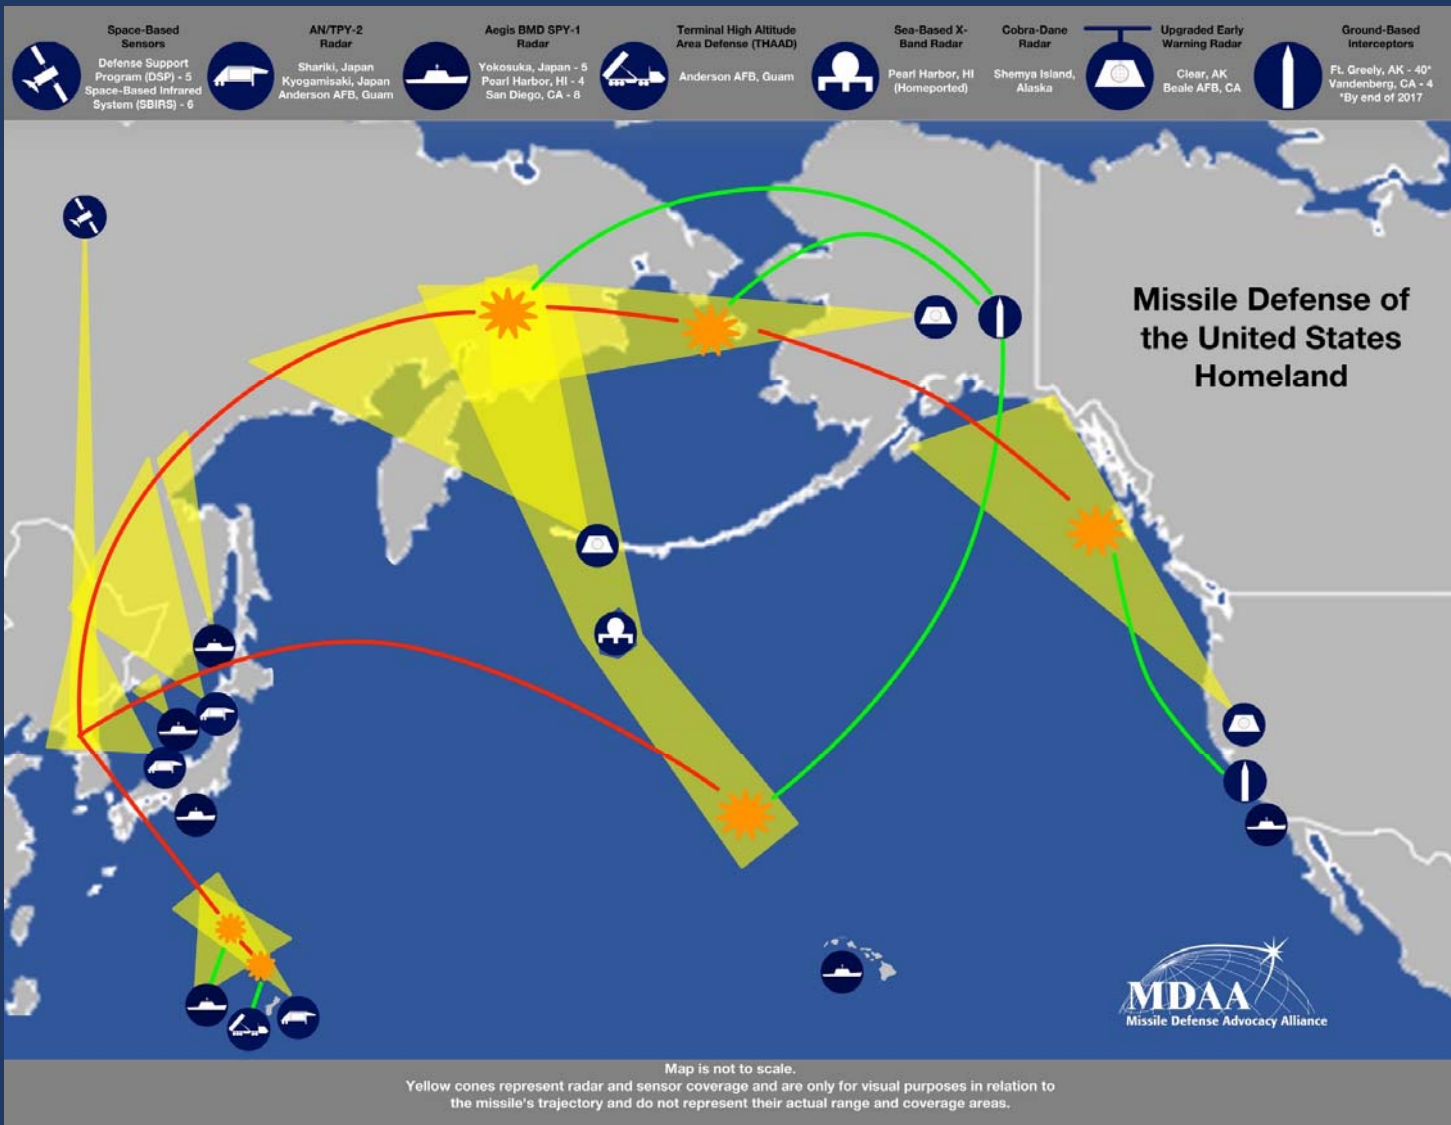 Space-Based
Sensors
Defense Support
Program (DSP) - 5
Space-Based Infrared
System (SBIRS) - 6
AN/TPY-2
Radar
Shariki, Japan
Kyogamisaki, Japan
Anderson AFB, Guam
Aegis BMD SPY-1
Radar
Yokosuka, Japan - 5
Pearl Harbor, HI - 4
San Diego, CA - 8
Terminal High Altitude
Area Defense (THAAD)
Anderson AFB, Guam
Sea-Based X-
Band Radar
Pearl Harbor, HI
(Homeported)
Cobra-Dane
Radar
Shemya Island,
Alaska
Upgraded Early
Warning Radar
Clear, AK
Beale AFB, CA
Ground-Based
Interceptors
Ft. Greely, AK - 40*
Vandenberg, CA - 4
*By end of 2017
Missile Defense of
the United States
Homeland
MDAA
Missile Defense Advocacy Alliance
Map is not to scale.
Yellow cones represent radar and sensor coverage and are only for visual purposes in relation to
the missile's trajectory and do not represent their actual range and coverage areas.